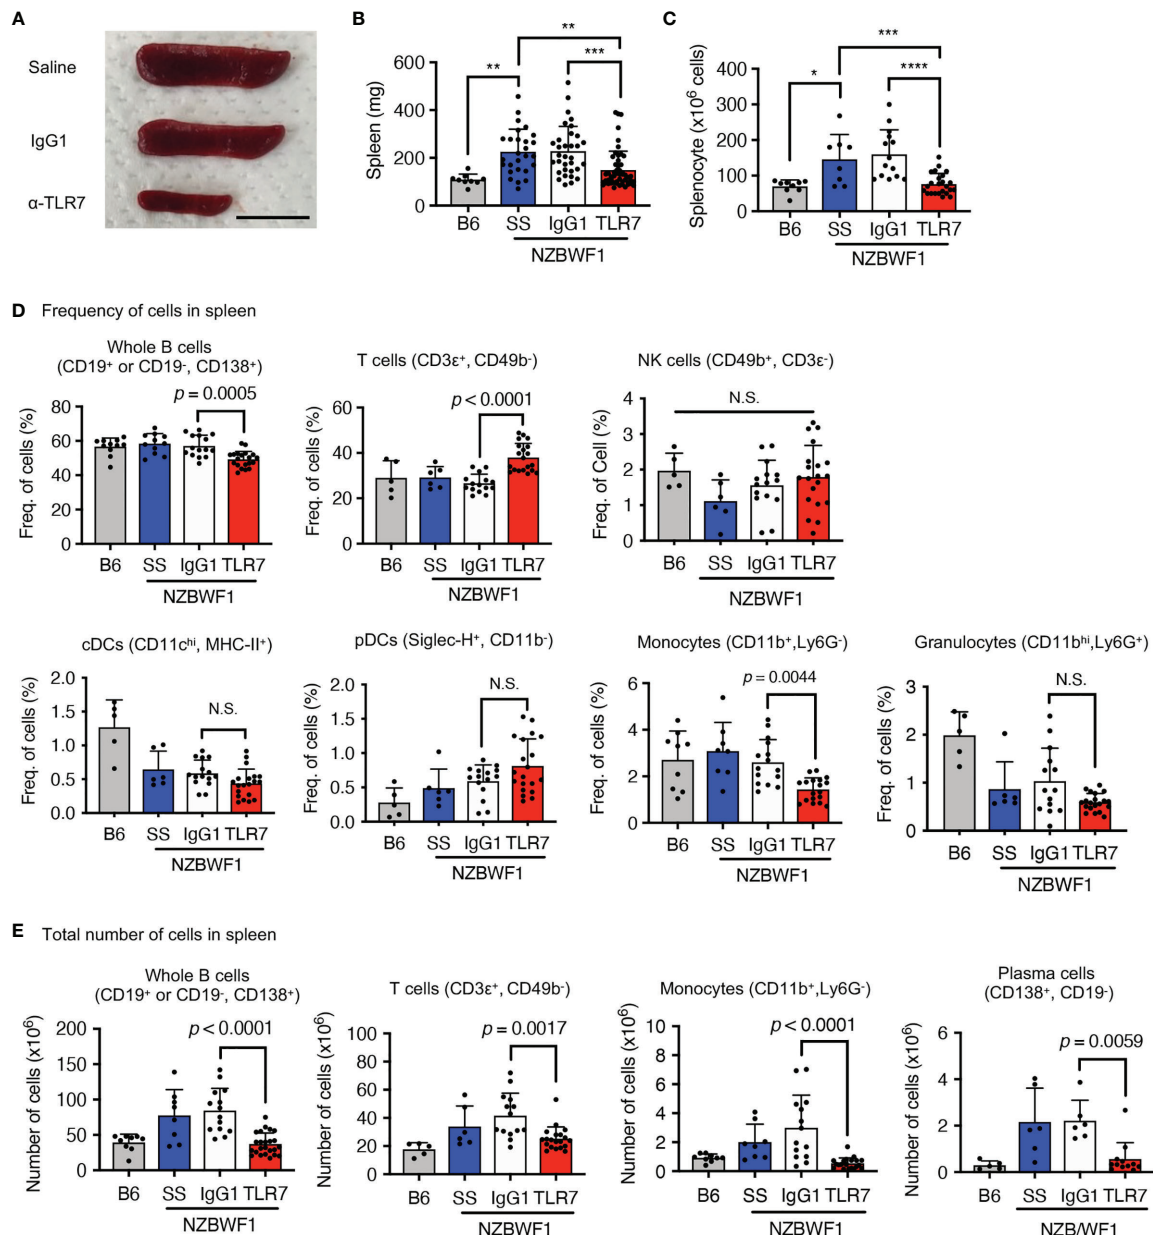 A
Saline
IgG1
α-TLR7
B
Spleen (mg)
600
400
200
0
**
**
***
B6 SS IgG1 TLR7
NZBWF1
C
Splenocyte (x10⁶ cells)
400
300
200
100
0
*
***
****
B6 SS IgG1 TLR7
NZBWF1
D Frequency of cells in spleen
Whole B cells
(CD19⁺ or CD19⁻, CD138⁺)
p = 0.0005
Freq. of cells (%)
80
60
40
20
0
B6 SS IgG1 TLR7
NZBWF1
T cells (CD3ε⁺, CD49b⁻)
p < 0.0001
Freq. of cells (%)
60
40
20
0
B6 SS IgG1 TLR7
NZBWF1
NK cells (CD49b⁺, CD3ε⁻)
N.S.
Freq. of Cell (%)
4
3
2
1
0
B6 SS IgG1 TLR7
NZBWF1
cDCs (CD11cʰⁱ, MHC-II⁺)
N.S.
Freq. of cells (%)
1.5
1.0
0.5
0.0
B6 SS IgG1 TLR7
NZBWF1
pDCs (Siglec-H⁺, CD11b⁻)
N.S.
Freq. of cells (%)
2.0
1.5
1.0
0.5
0.0
B6 SS IgG1 TLR7
NZBWF1
Monocytes (CD11b⁺,Ly6G⁻)
p = 0.0044
Freq. of cells (%)
6
4
2
0
B6 SS IgG1 TLR7
NZBWF1
Granulocytes (CD11bʰⁱ,Ly6G⁺)
N.S.
Freq. of cells (%)
3
2
1
0
B6 SS IgG1 TLR7
NZBWF1
E Total number of cells in spleen
Whole B cells
(CD19⁺ or CD19⁻, CD138⁺)
p < 0.0001
Number of cells (x10⁶)
200
150
100
50
0
B6 SS IgG1 TLR7
NZBWF1
T cells (CD3ε⁺, CD49b⁻)
p = 0.0017
Number of cells (x10⁶)
100
80
60
40
20
0
B6 SS IgG1 TLR7
NZBWF1
Monocytes (CD11b⁺,Ly6G⁻)
p < 0.0001
Number of cells (x10⁶)
10
8
6
4
2
0
B6 SS IgG1 TLR7
NZBWF1
Plasma cells
(CD138⁺, CD19⁻)
p = 0.0059
Number of cells (x10⁶)
6
4
2
0
B6 SS IgG1 TLR7
NZB/WF1